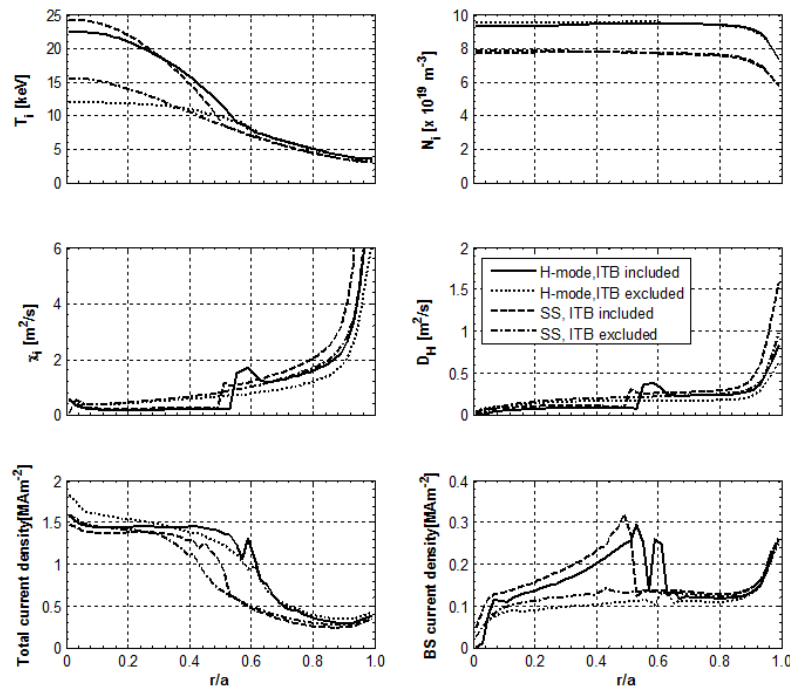 25
20
15
10
5
0
T_i [keV]
10
8
6
4
2
0
N_i [x 10^19 m^-3]
6
4
2
0
χ_i [m²/s]
2
1.5
1
0.5
0
D_H [m²/s]
H-mode,ITB included
H-mode,ITB excluded
SS, ITB included
SS, ITB excluded
2
1.5
1
0.5
0
Total current density[MAm^-2]
0 0.2 0.4 0.6 0.8 1.0
r/a
0.4
0.3
0.2
0.1
0
BS current density[MAm^-2]
0 0.2 0.4 0.6 0.8 1.0
r/a